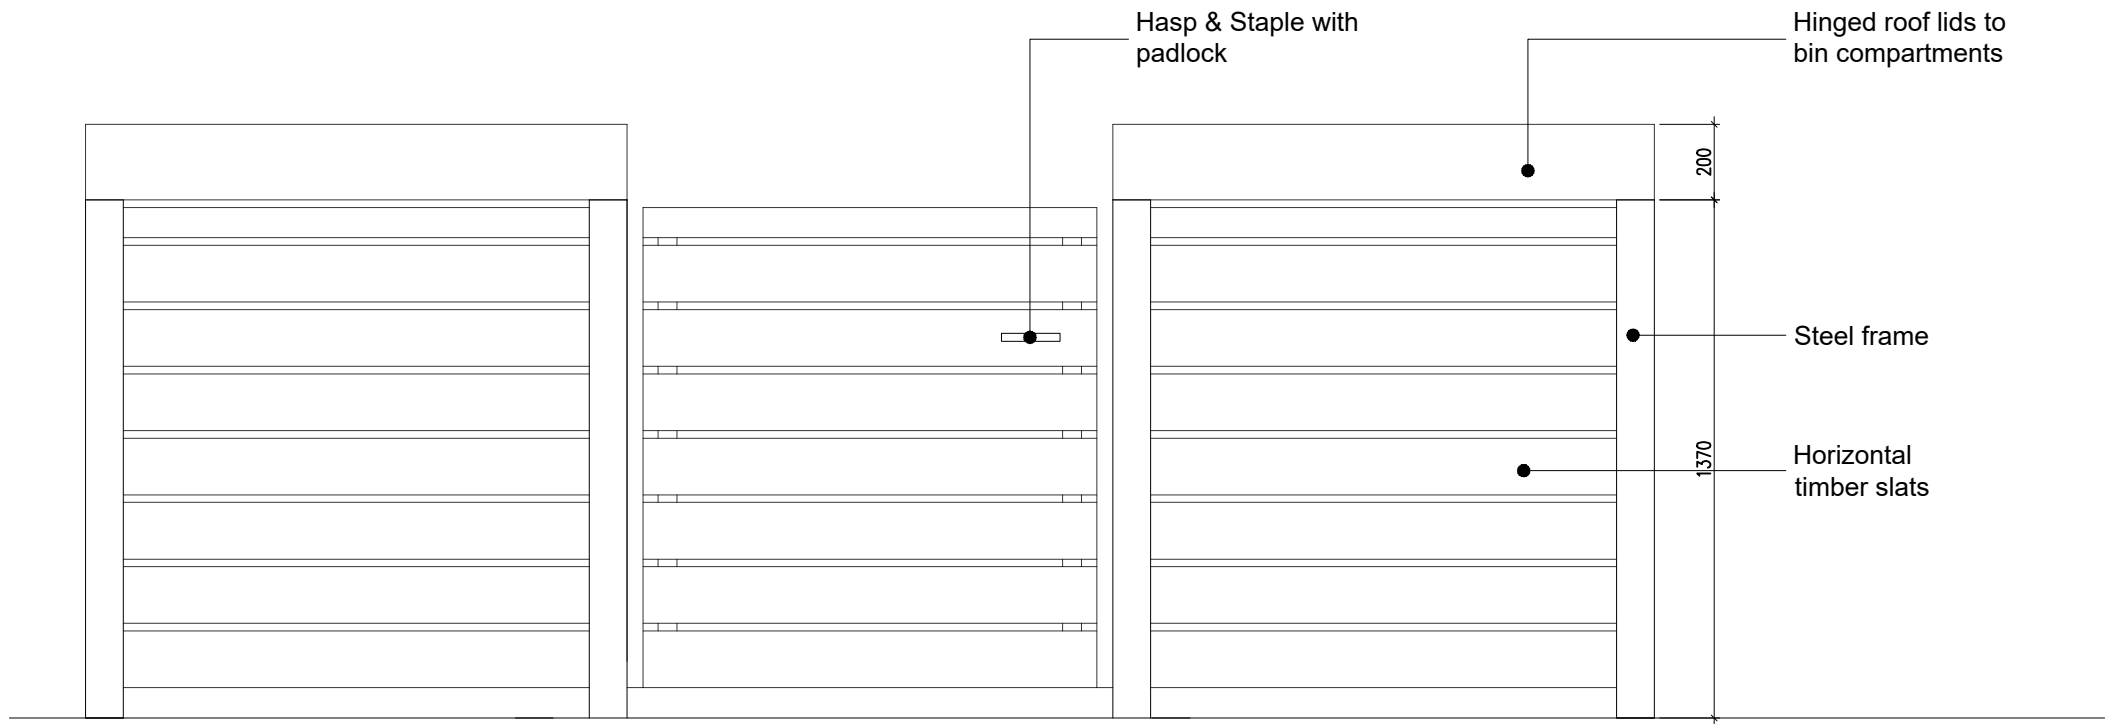 Hasp & Staple with
padlock
Hinged roof lids to
bin compartments
200
Steel frame
1370
Horizontal
timber slats